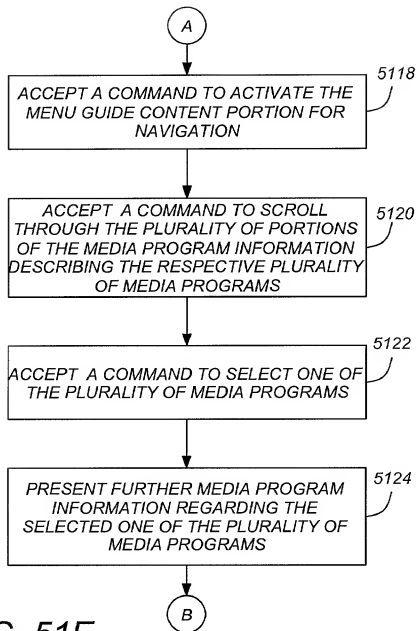 A
5118
ACCEPT A COMMAND TO ACTIVATE THE
MENU GUIDE CONTENT PORTION FOR
NAVIGATION
5120
ACCEPT A COMMAND TO SCROLL
THROUGH THE PLURALITY OF PORTIONS
OF THE MEDIA PROGRAM INFORMATION
DESCRIBING THE RESPECTIVE PLURALITY
OF MEDIA PROGRAMS
5122
ACCEPT A COMMAND TO SELECT ONE OF
THE PLURALITY OF MEDIA PROGRAMS
5124
PRESENT FURTHER MEDIA PROGRAM
INFORMATION REGARDING THE
SELECTED ONE OF THE PLURALITY OF
MEDIA PROGRAMS
B